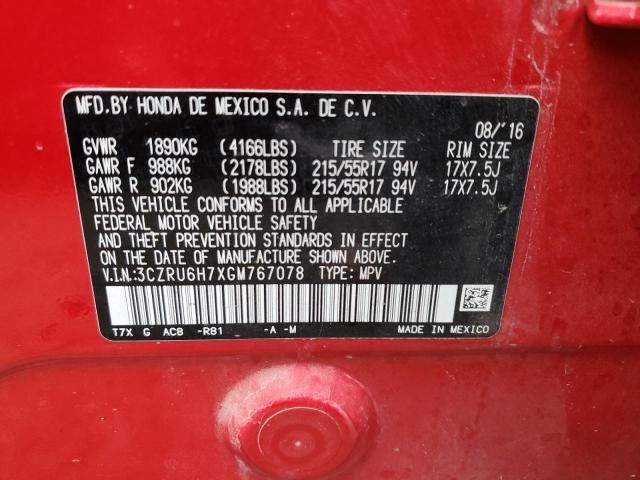 MFD.BY HONDA DE MEXICO S.A. DE C.V.
08/'16
GVWR 1890KG (4166LBS) TIRE SIZE RIM SIZE
GAWR F 988KG (2178LBS) 215/55R17 94V 17X7.5J
GAWR R 902KG (1988LBS) 215/55R17 94V 17X7.5J
THIS VEHICLE CONFORMS TO ALL APPLICABLE
FEDERAL MOTOR VEHICLE SAFETY
AND THEFT PREVENTION STANDARDS IN EFFECT
ON THE DATE OF MANUFACTURE SHOWN ABOVE.
V.I.N.:3CZRU6H7XGM767078 TYPE: MPV
T7X G AC8 -R81 -A -M MADE IN MEXICO